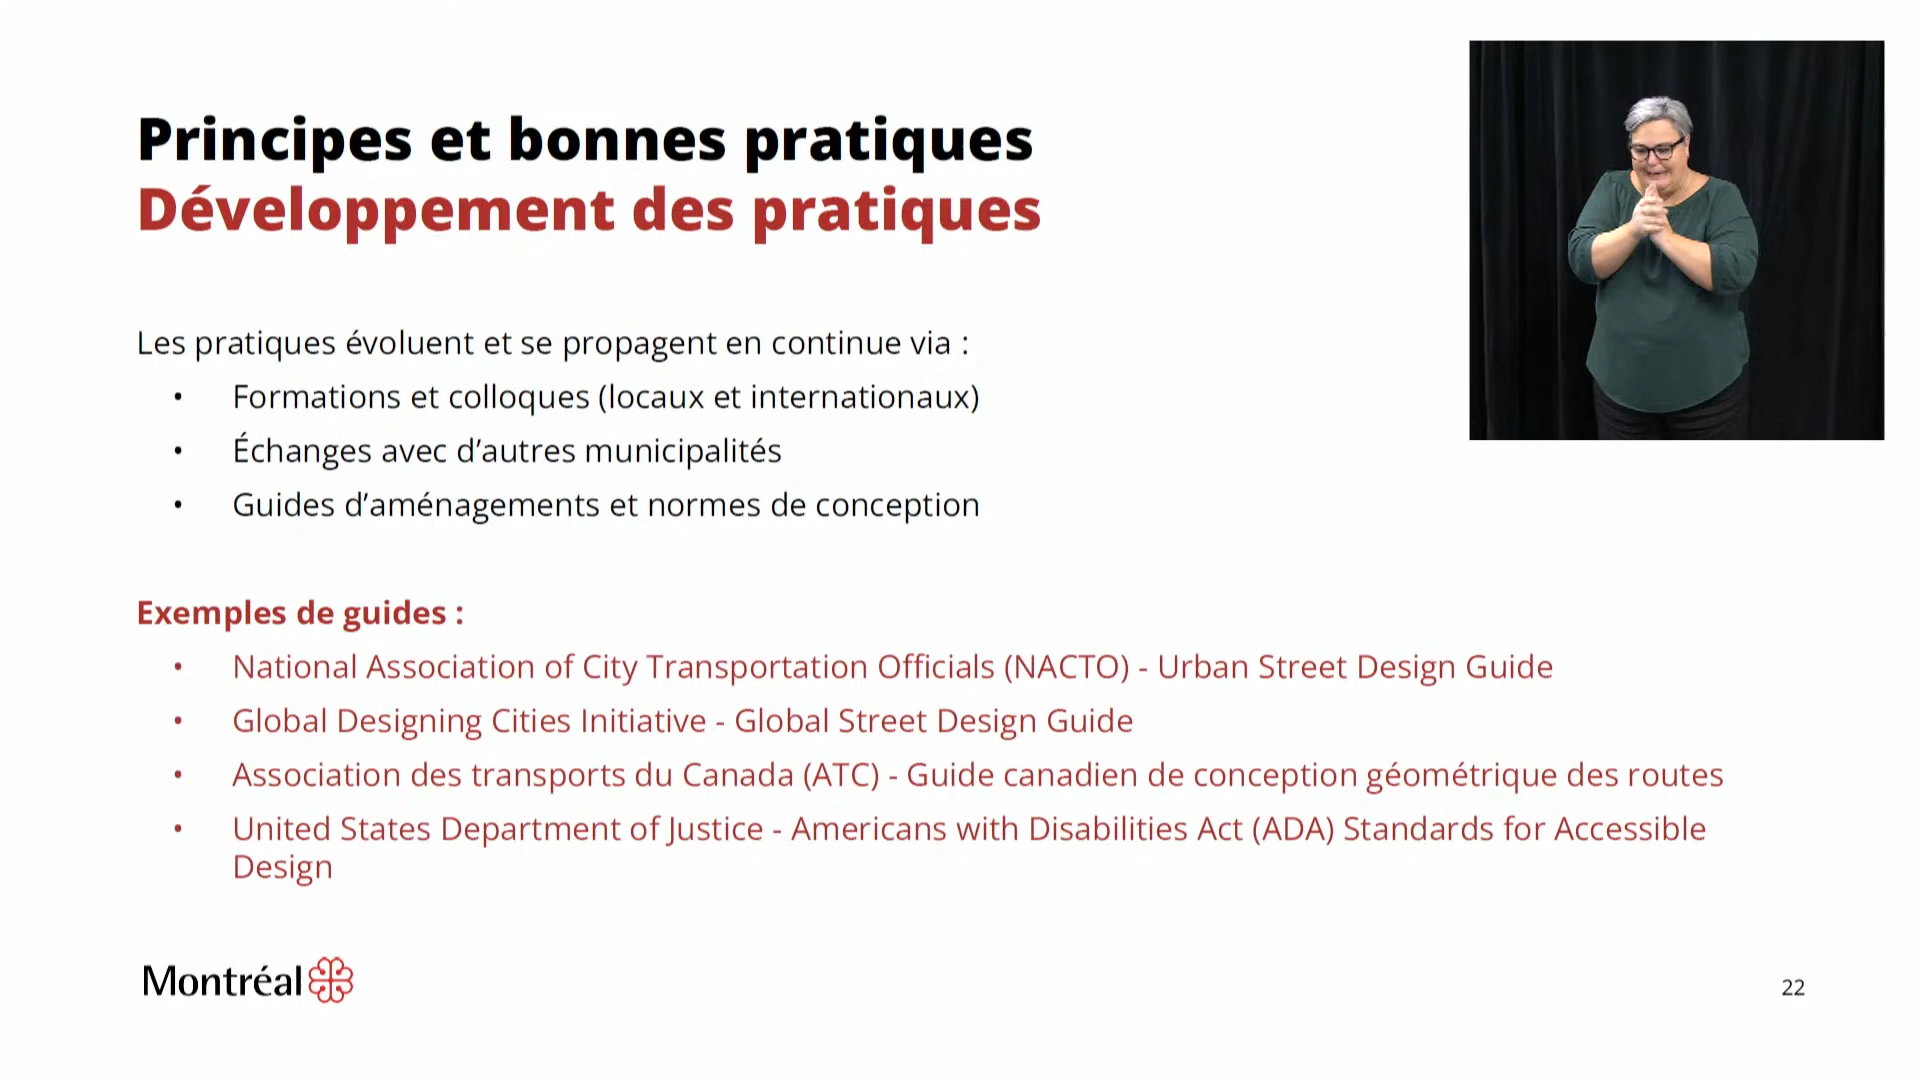 Principes et bonnes pratiques
Développement des pratiques
Les pratiques évoluent et se propagent en continue via :
• Formations et colloques (locaux et internationaux)
• Échanges avec d’autres municipalités
• Guides d’aménagements et normes de conception
Exemples de guides :
• National Association of City Transportation Officials (NACTO) - Urban Street Design Guide
• Global Designing Cities Initiative - Global Street Design Guide
• Association des transports du Canada (ATC) - Guide canadien de conception géométrique des routes
• United States Department of Justice - Americans with Disabilities Act (ADA) Standards for Accessible
Design
Montréal
22